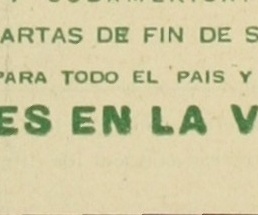 ARTAS DE FIN DE S
PARA TODO EL PAIS Y
ES EN LA V